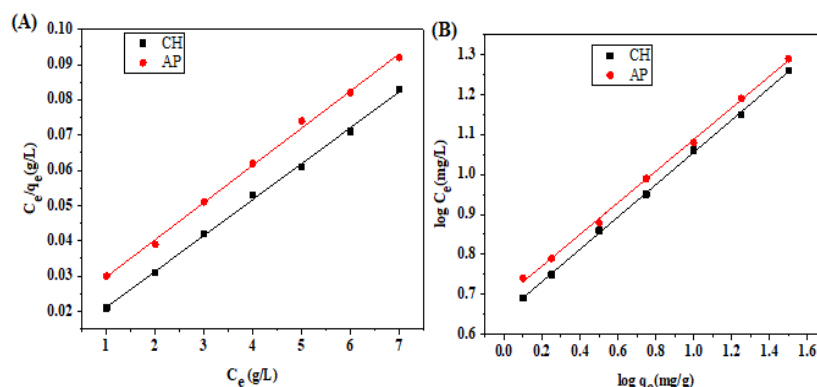 (A)
CH
AP
0.10
0.09
0.08
0.07
0.06
0.05
0.04
0.03
0.02
Ce/qe (g/L)
1 2 3 4 5 6 7
Ce (g/L)
(B)
CH
AP
1.3
1.2
1.1
1.0
0.9
0.8
0.7
0.6
log Ce(mg/L)
0.0 0.2 0.4 0.6 0.8 1.0 1.2 1.4 1.6
log qe(mg/g)